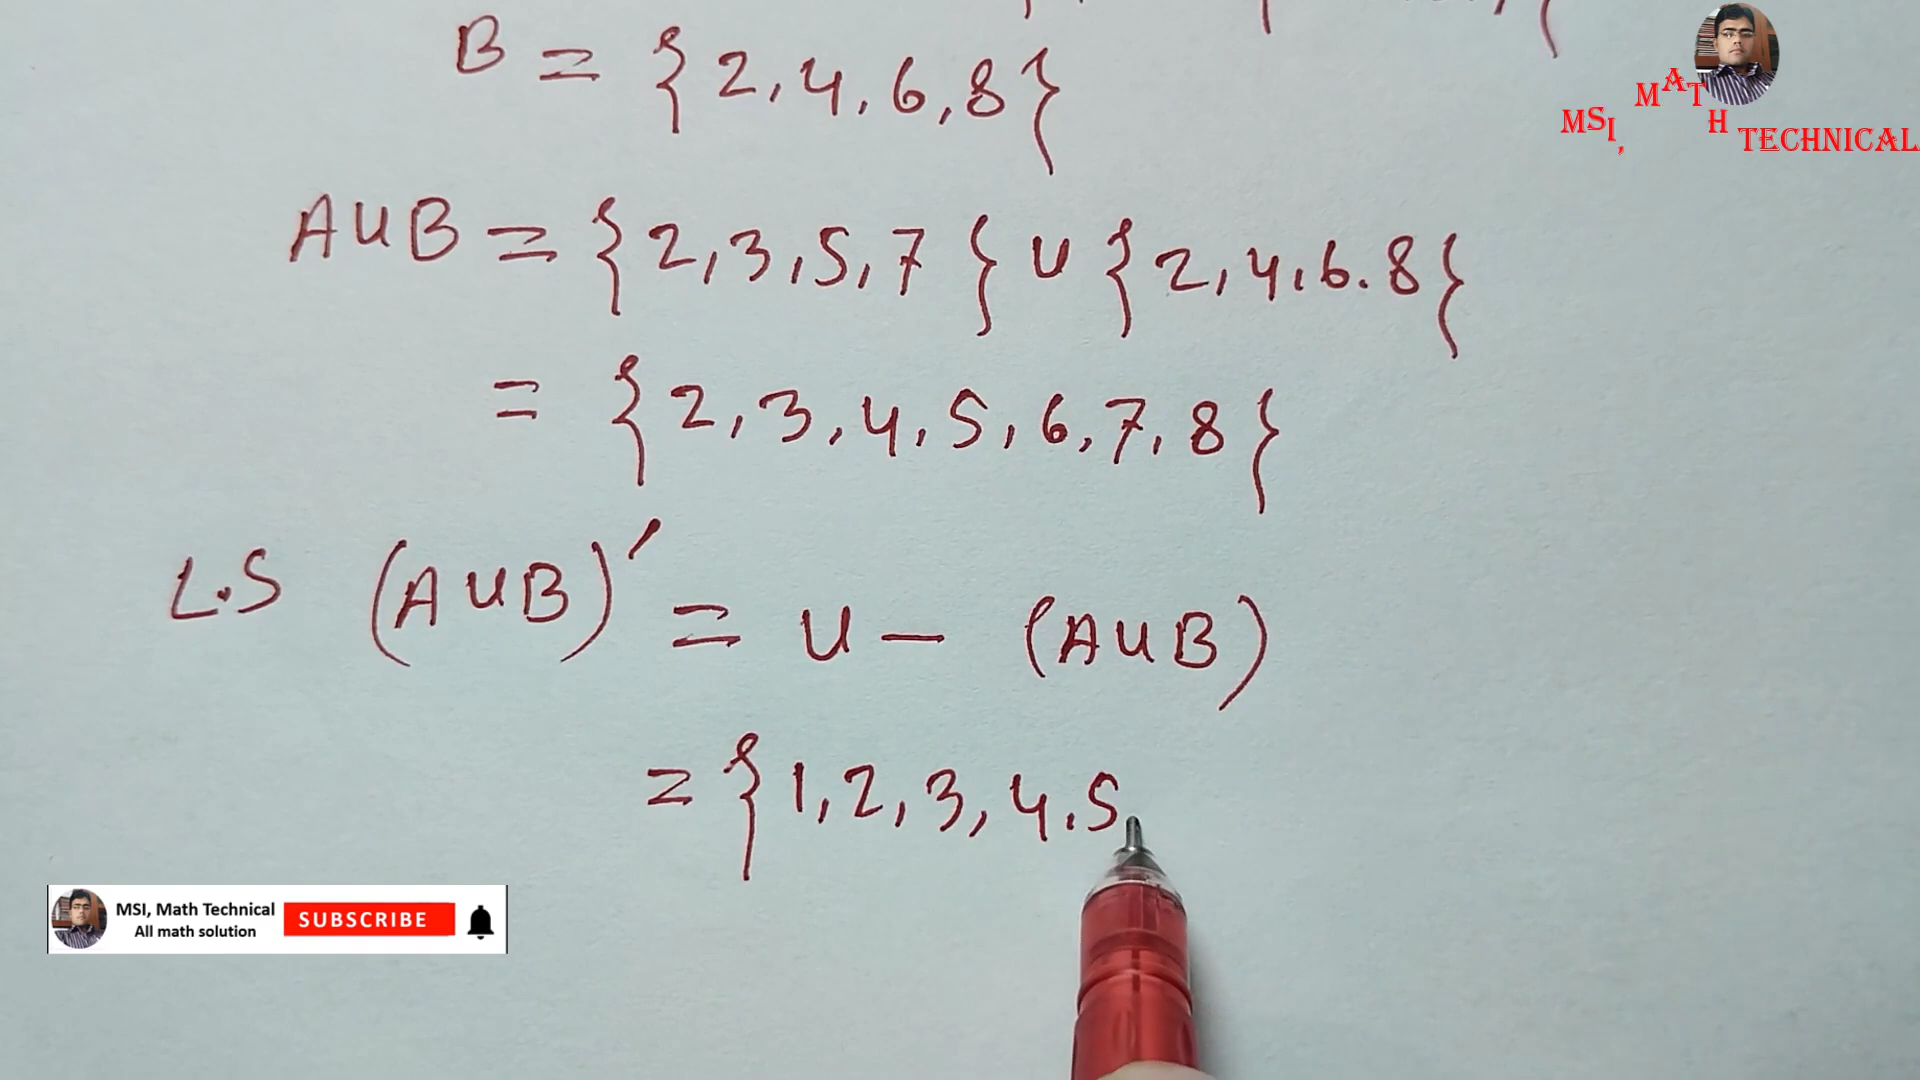 B = {2, 4, 6, 8}
MSI, MATH TECHNICAL
AUB = {2, 3, 5, 7} U {2, 4, 6. 8}
= {2, 3, 4, 5, 6, 7, 8}
L.S (AUB)' = U - (AUB)
= {1, 2, 3, 4. 5,
MSI, Math Technical
All math solution
SUBSCRIBE